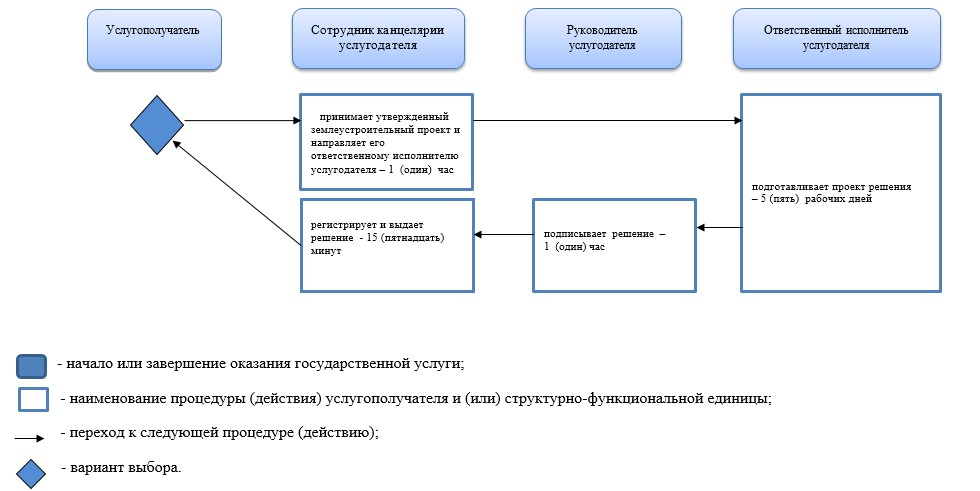 Услугополучатель
Сотрудник канцелярии
услугодателя
Руководитель
услугодателя
Ответственный исполнитель
услугодателя
принимает утвержденный
землеустроительный проект и
направляет его
ответственному исполнителю
услугодателя – 1 (один) час
подготавливает проект решения
– 5 (пять) рабочих дней
регистрирует и выдает
решение - 15 (пятнадцать)
минут
подписывает решение –
1 (один) час
- начало или завершение оказания государственной услуги;
- наименование процедуры (действия) услугополучателя и (или) структурно-функциональной единицы;
- переход к следующей процедуре (действию);
- вариант выбора.